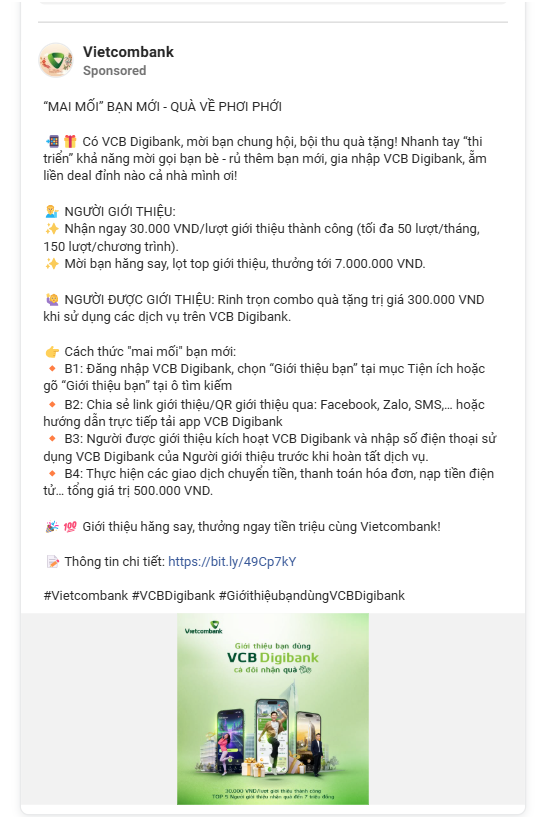 Vietcombank
Sponsored
“MAI MỐI” BẠN MỚI - QUÀ VỀ PHƠI PHỚI
📲🎁 Có VCB Digibank, mời bạn chung hội, bội thu quà tặng! Nhanh tay “thi
triển” khả năng mời gọi bạn bè - rủ thêm bạn mới, gia nhập VCB Digibank, ẵm
liền deal đỉnh nào cả nhà mình ơi!
💁 NGƯỜI GIỚI THIỆU:
✨ Nhận ngay 30.000 VND/lượt giới thiệu thành công (tối đa 50 lượt/tháng,
150 lượt/chương trình).
✨ Mời bạn hăng say, lọt top giới thiệu, thưởng tới 7.000.000 VND.
🙋 NGƯỜI ĐƯỢC GIỚI THIỆU: Rinh trọn combo quà tặng trị giá 300.000 VND
khi sử dụng các dịch vụ trên VCB Digibank.
👉 Cách thức "mai mối" bạn mới:
🔸 B1: Đăng nhập VCB Digibank, chọn “Giới thiệu bạn” tại mục Tiện ích hoặc
gõ “Giới thiệu bạn” tại ô tìm kiếm
🔸 B2: Chia sẻ link giới thiệu/QR giới thiệu qua: Facebook, Zalo, SMS,... hoặc
hướng dẫn trực tiếp tải app VCB Digibank
🔸 B3: Người được giới thiệu kích hoạt VCB Digibank và nhập số điện thoại sử
dụng VCB Digibank của Người giới thiệu trước khi hoàn tất dịch vụ.
🔸 B4: Thực hiện các giao dịch chuyển tiền, thanh toán hóa đơn, nạp tiền điện
tử… tổng giá trị 500.000 VND.
🎉💯 Giới thiệu hăng say, thưởng ngay tiền triệu cùng Vietcombank!
📝 Thông tin chi tiết: https://bit.ly/49Cp7kY
#Vietcombank #VCBDigibank #GiớithiệubạndùngVCBDigibank
Vietcombank
Giới thiệu bạn dùng
VCB Digibank
cả đôi nhận quà
30.000 VND/lượt giới thiệu thành công
TOP 5 Người giới thiệu nhận quà đến 7 triệu đồng